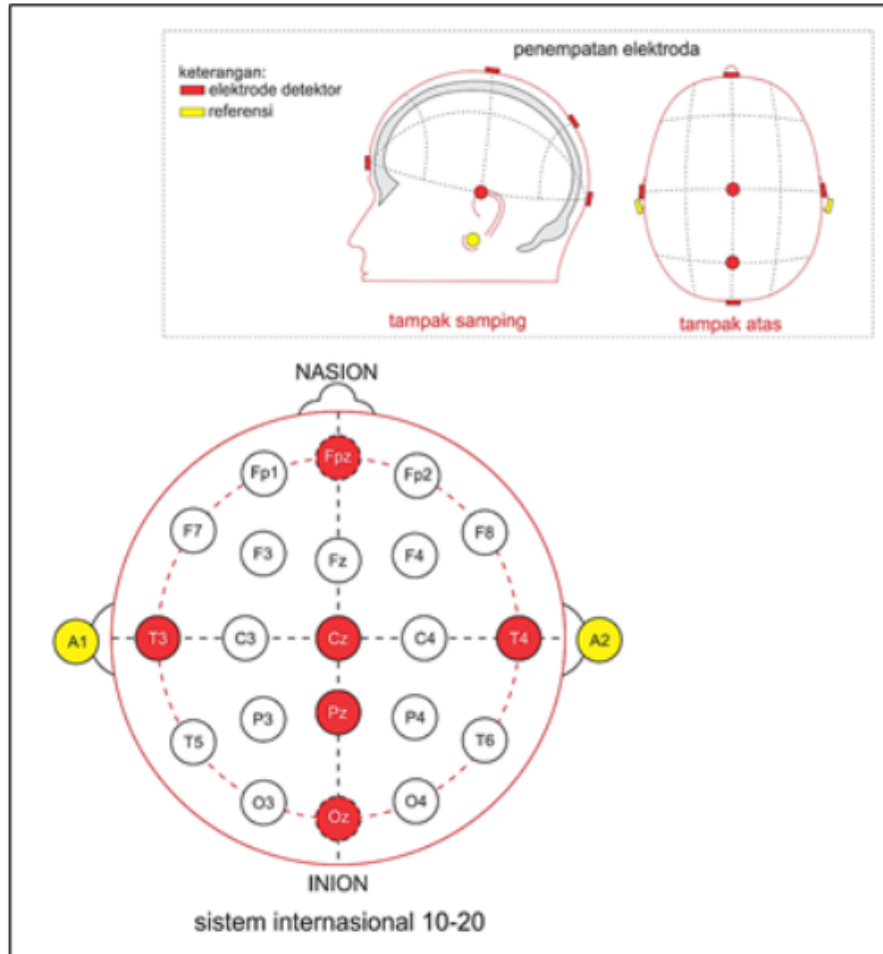 penempatan elektroda
keterangan:
elektrode detektor
referensi
tampak samping
tampak atas
NASION
Fpz
Fp1
Fp2
F7
F8
F3
Fz
F4
A1
T3
C3
Cz
C4
T4
A2
P3
Pz
P4
T5
T6
O3
Oz
O4
INION
sistem internasional 10-20